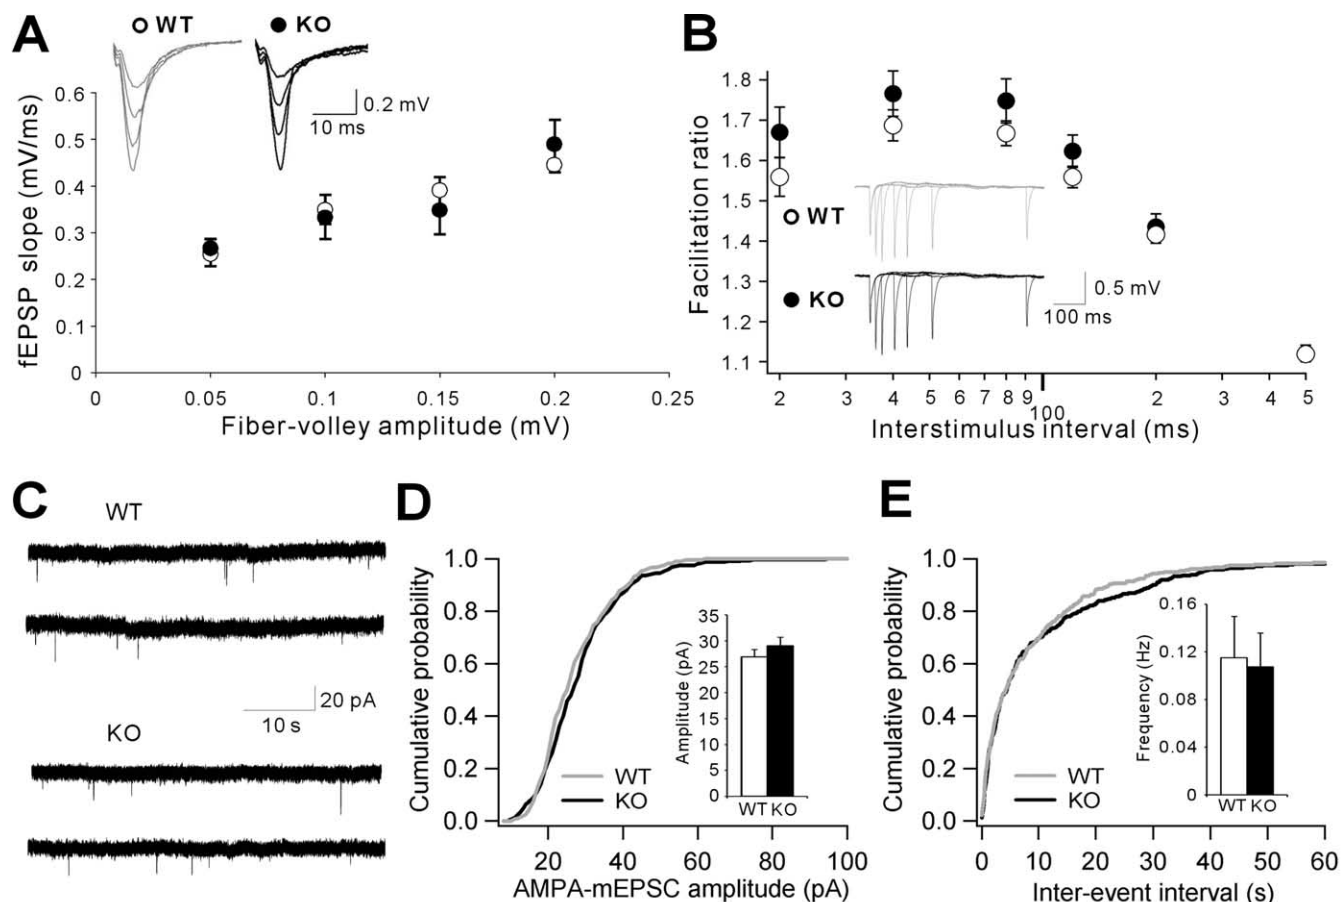 A
WT
KO
0.2 mV
10 ms
fEPSP slope (mV/ms)
0.6
0.5
0.4
0.3
0.2
0.1
0
0 0.05 0.1 0.15 0.2 0.25
Fiber-volley amplitude (mV)
B
Facilitation ratio
1.8
1.7
1.6
1.5
1.4
1.3
1.2
1.1
WT
KO
0.5 mV
100 ms
2 3 4 5 6 7 8 9 100 2 3 4 5
Interstimulus interval (ms)
C
WT
20 pA
10 s
KO
D
Cumulative probability
1.0
0.8
0.6
0.4
0.2
0.0
20 40 60 80 100
AMPA-mEPSC amplitude (pA)
WT
KO
Amplitude (pA)
35
30
25
20
15
10
5
0
WT KO
E
Cumulative probability
1.0
0.8
0.6
0.4
0.2
0.0
0 10 20 30 40 50 60
Inter-event interval (s)
WT
KO
Frequency (Hz)
0.16
0.12
0.08
0.04
0
WT KO